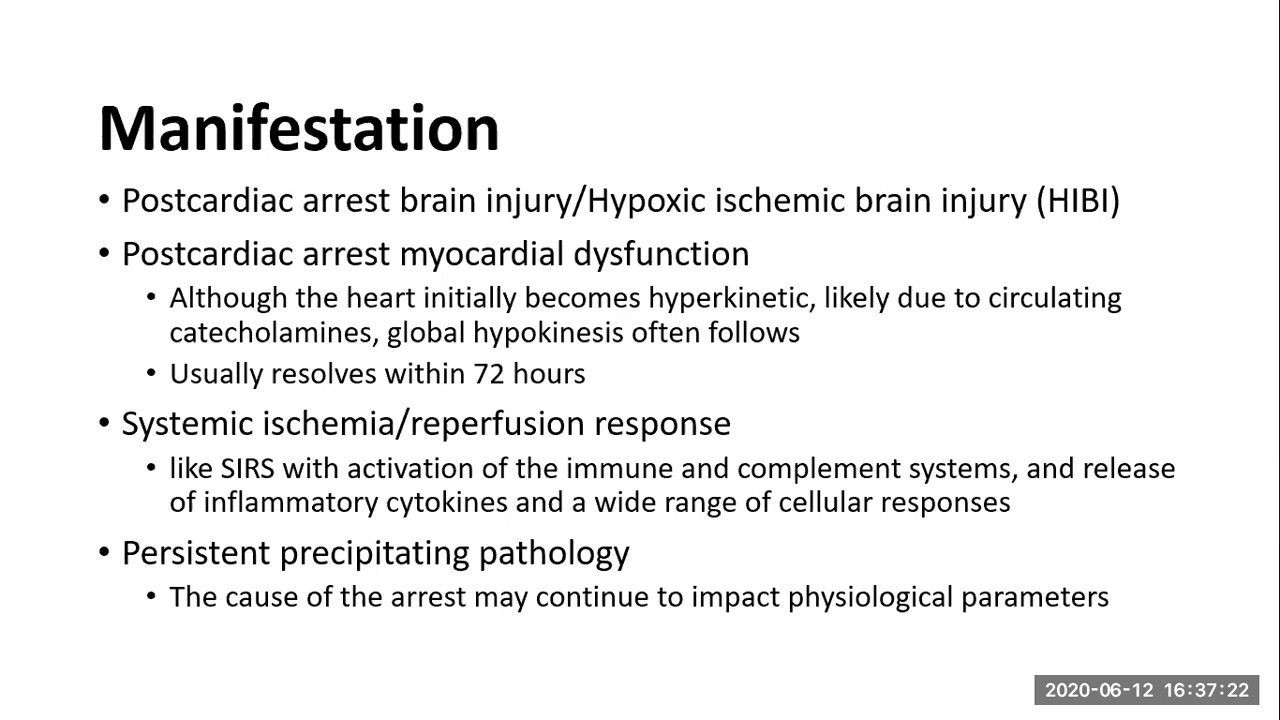 Manifestation
• Postcardiac arrest brain injury/Hypoxic ischemic brain injury (HIBI)
• Postcardiac arrest myocardial dysfunction
• Although the heart initially becomes hyperkinetic, likely due to circulating
catecholamines, global hypokinesis often follows
• Usually resolves within 72 hours
• Systemic ischemia/reperfusion response
• like SIRS with activation of the immune and complement systems, and release
of inflammatory cytokines and a wide range of cellular responses
• Persistent precipitating pathology
• The cause of the arrest may continue to impact physiological parameters
2020-06-12 16:37:22